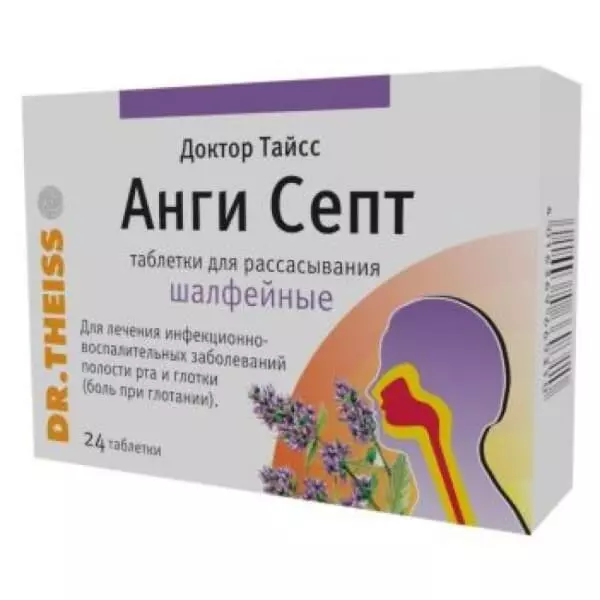 Доктор Тайсс
Анги Септ
таблетки для рассасывания
шалфейные
Для лечения инфекционно-
воспалительных заболеваний
полости рта и глотки
(боль при глотании).
24 таблетки
DR. THEISS